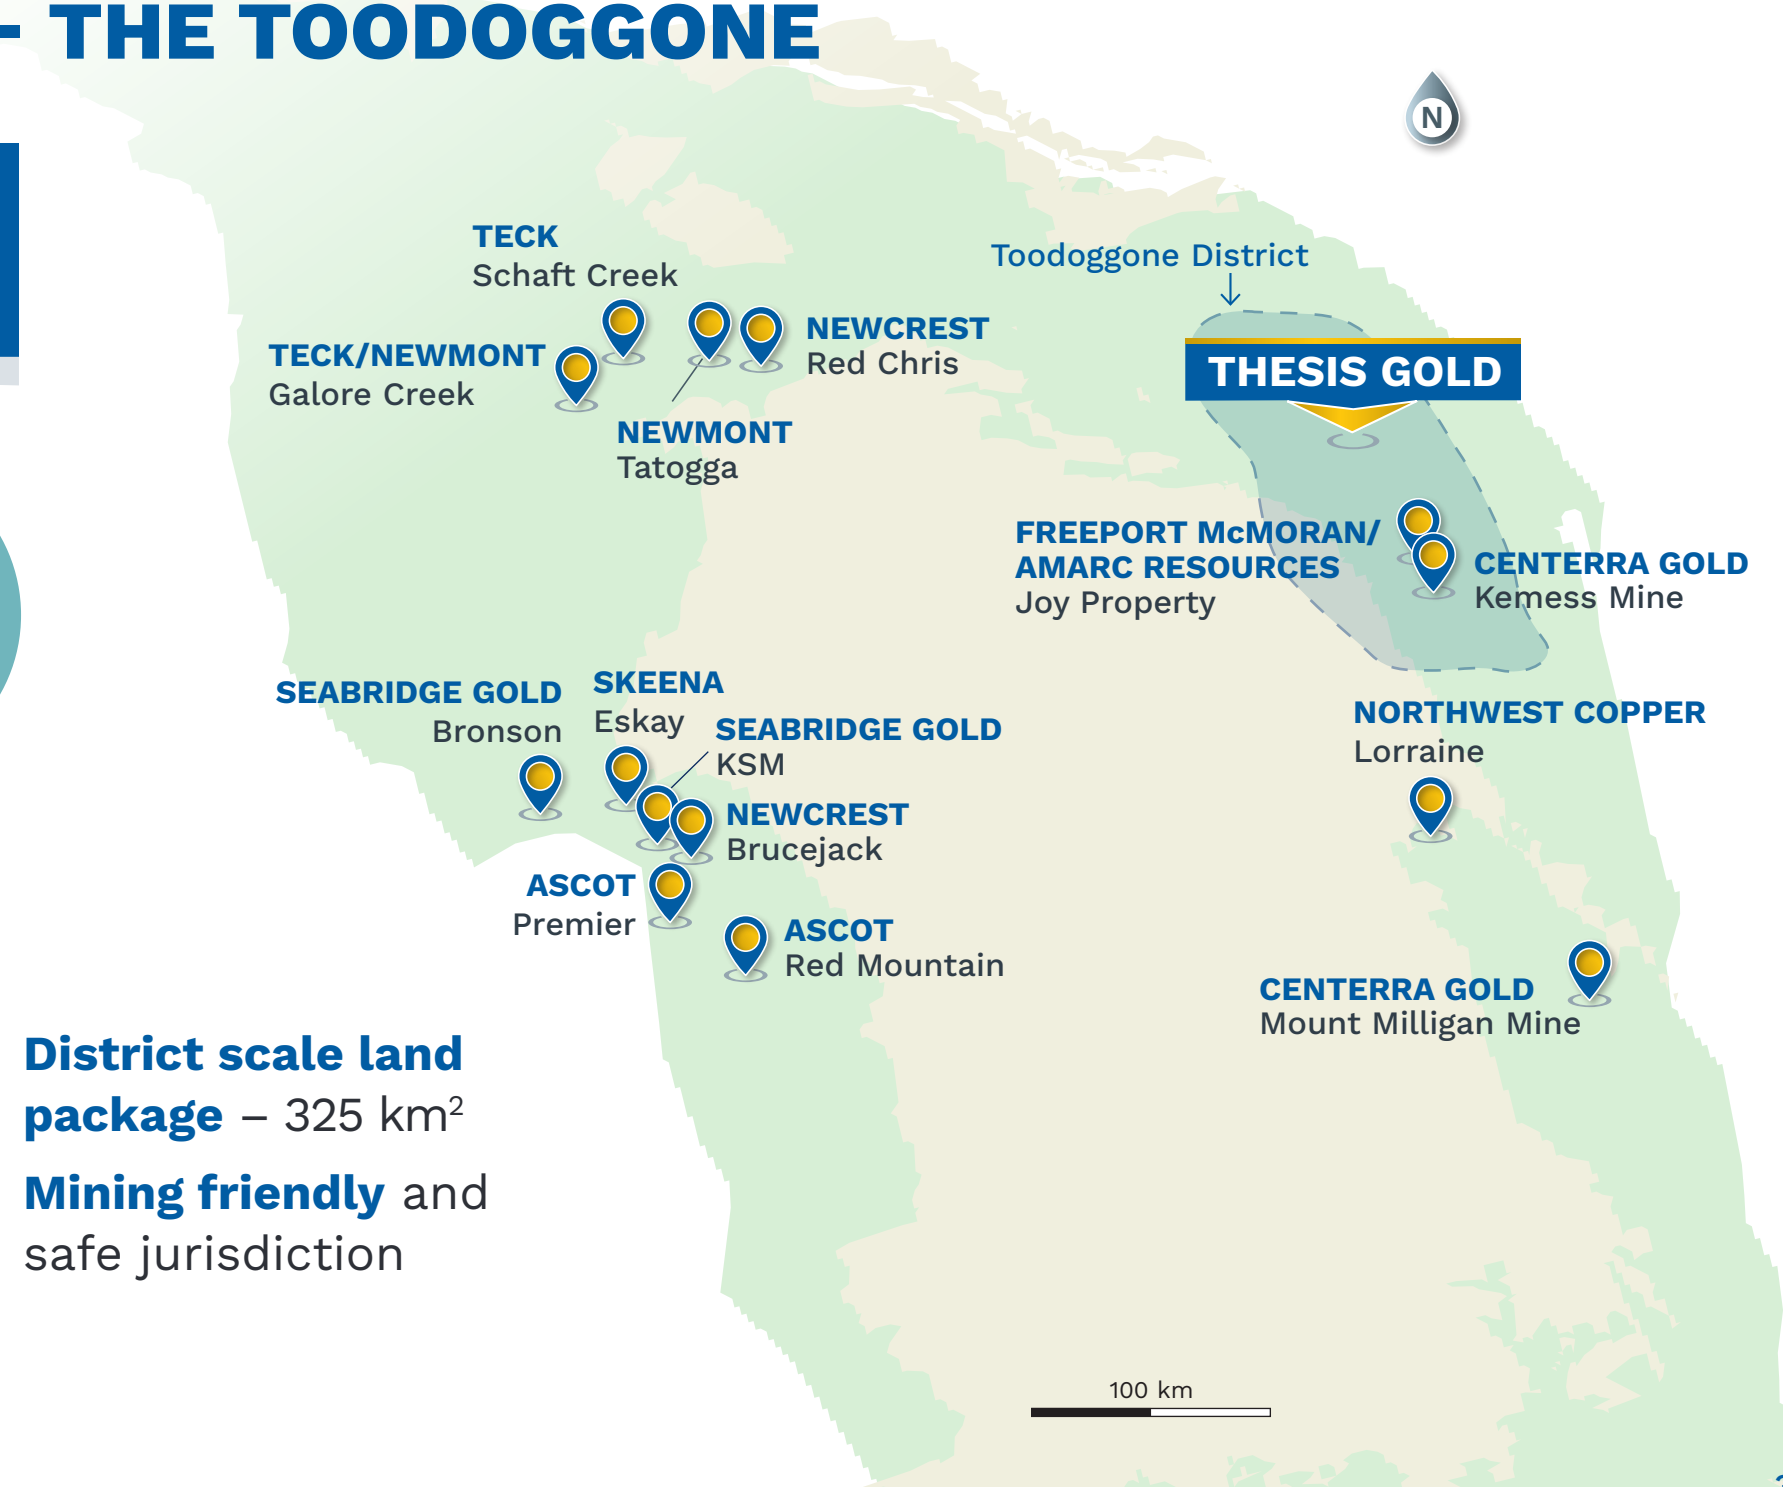 - THE TOODOGGONE
N
TECK
Schaft Creek
Toodoggone District
NEWCREST
Red Chris
TECK/NEWMONT
Galore Creek
THESIS GOLD
NEWMONT
Tatogga
FREEPORT McMORAN/
AMARC RESOURCES
Joy Property
CENTERRA GOLD
Kemess Mine
SEABRIDGE GOLD
Bronson
SKEENA
Eskay
SEABRIDGE GOLD
KSM
NORTHWEST COPPER
Lorraine
NEWCREST
Brucejack
ASCOT
Premier
ASCOT
Red Mountain
CENTERRA GOLD
Mount Milligan Mine
District scale land
package – 325 km²
Mining friendly and
safe jurisdiction
100 km